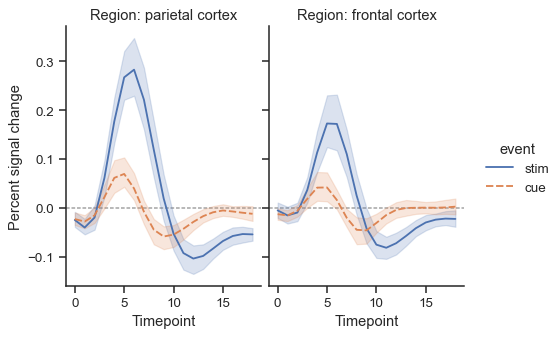 Region: parietal cortex
Region: frontal cortex
Percent signal change
0.3
0.2
0.1
0.0
−0.1
0 5 10 15
0 5 10 15
Timepoint
Timepoint
event
stim
cue